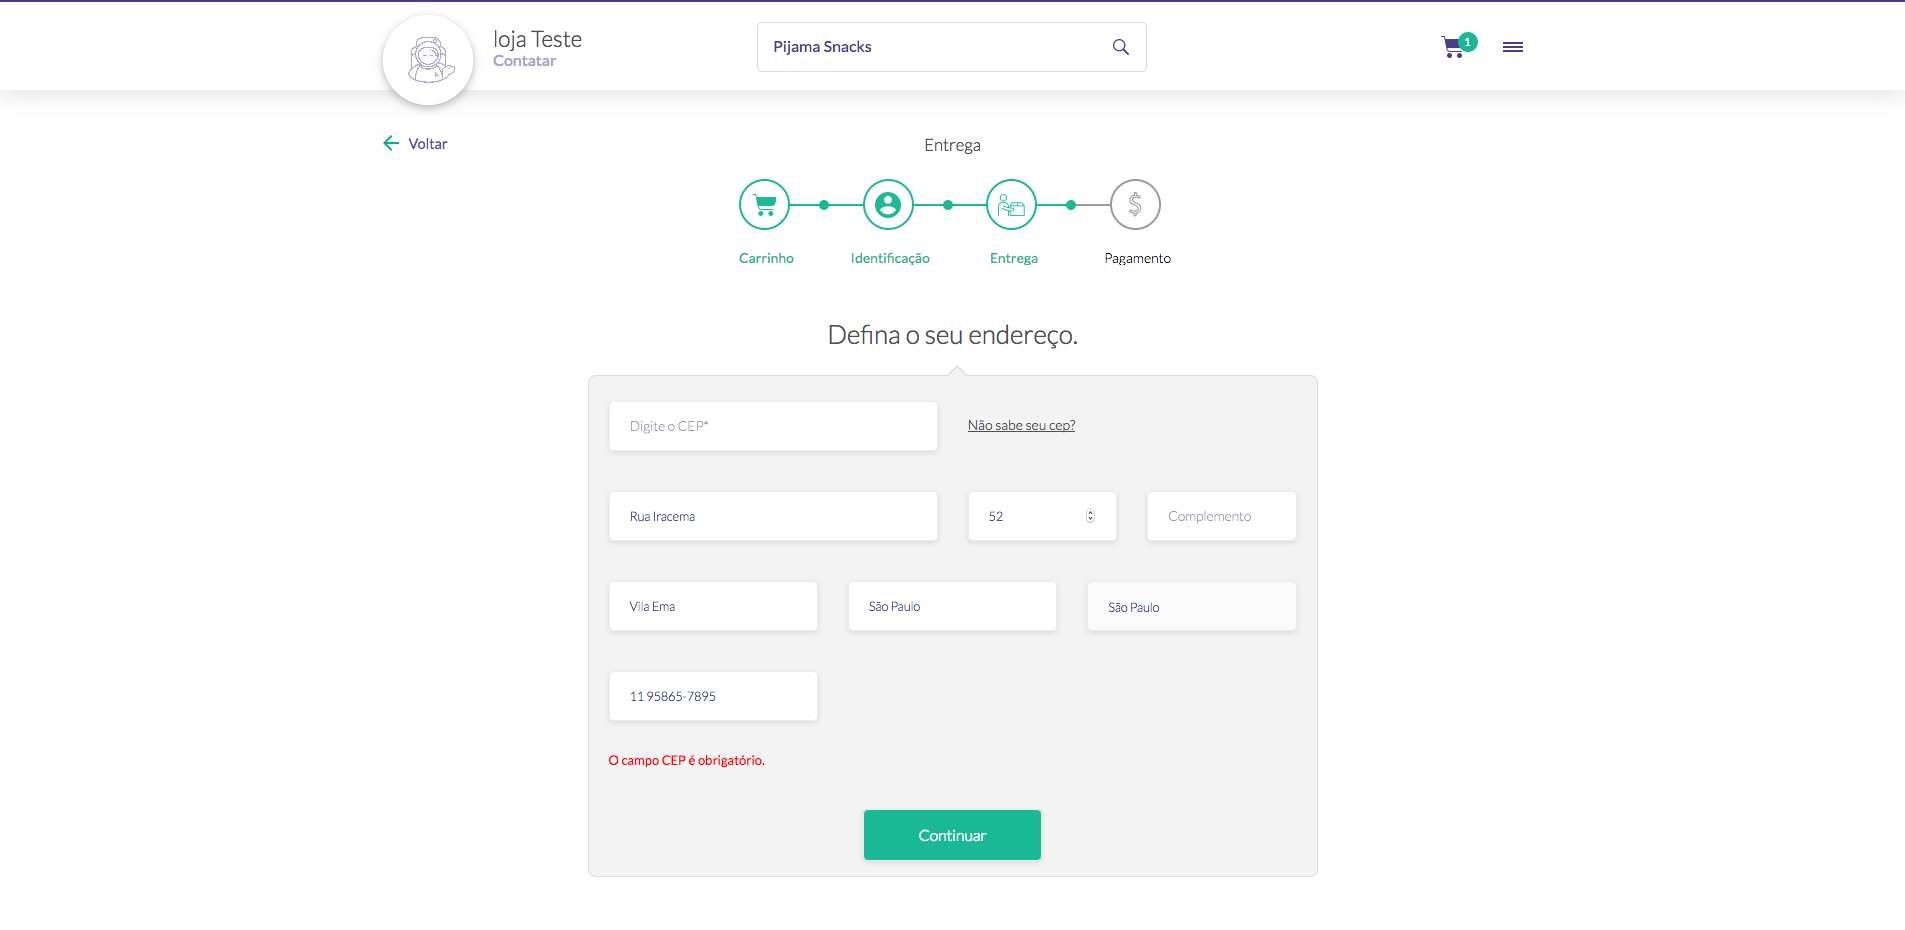 loja Teste
Contatar
Pijama Snacks
1
Voltar
Entrega
$
Carrinho
Identificação
Entrega
Pagamento
Defina o seu endereço.
Digite o CEP*
Não sabe seu cep?
Rua Iracema
52
Complemento
Vila Ema
São Paulo
São Paulo
11 95865-7895
O campo CEP é obrigatório.
Continuar